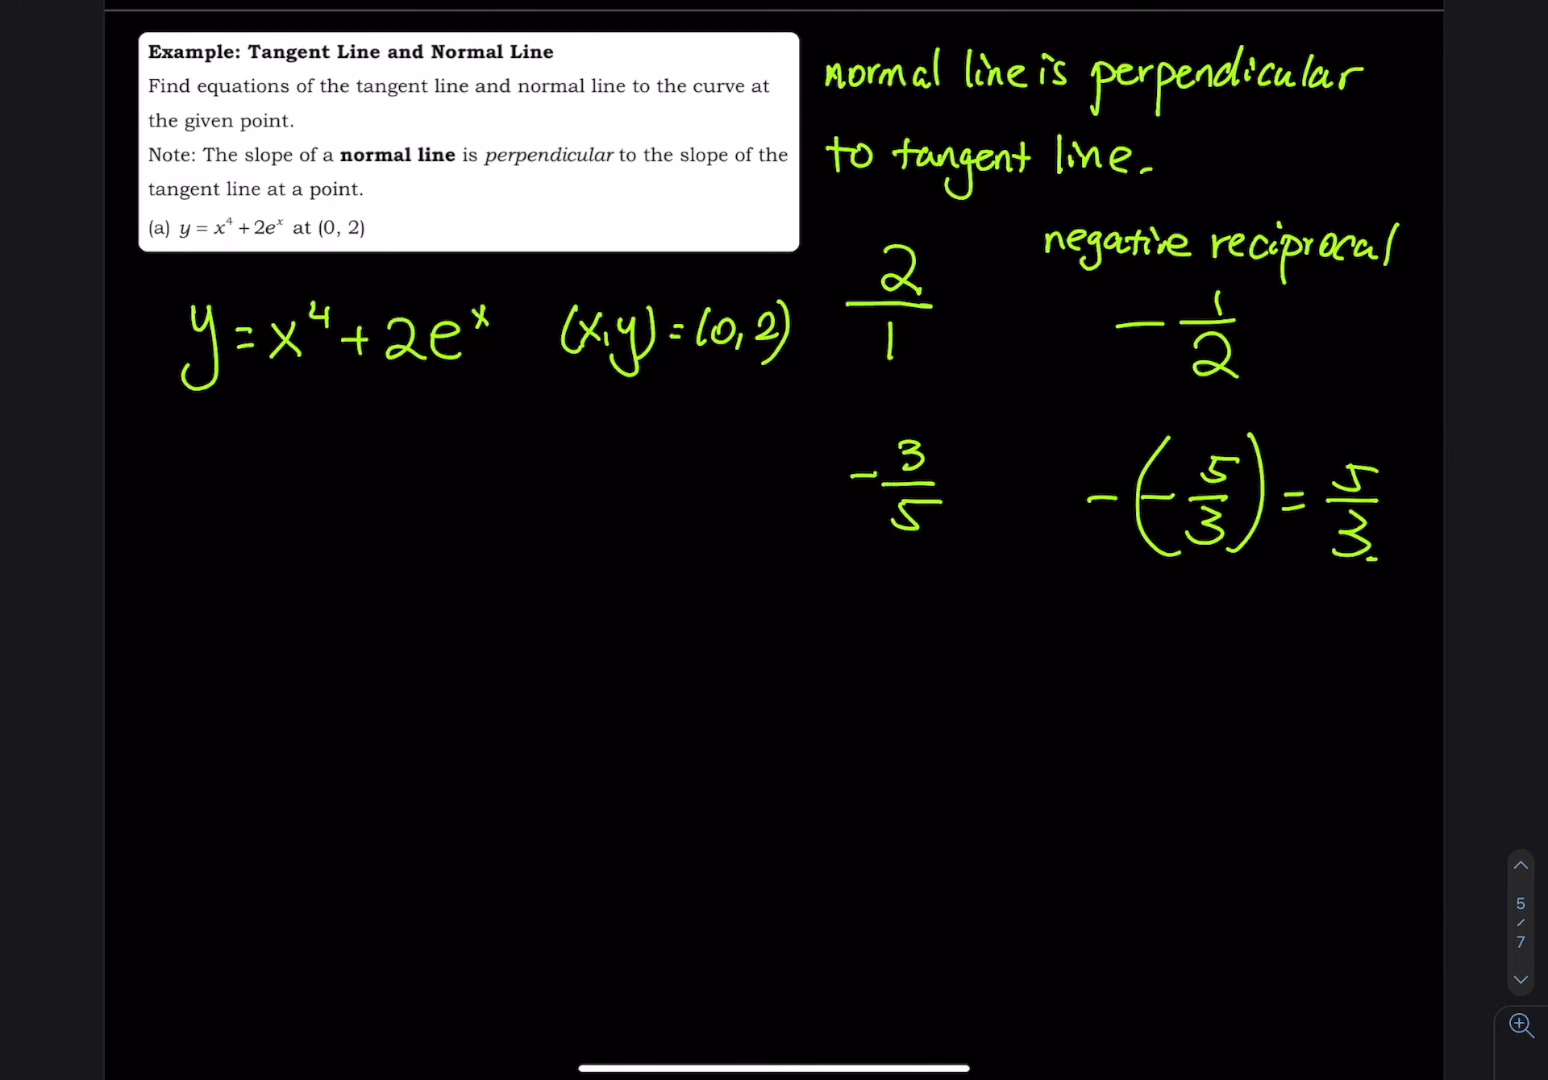 Example: Tangent Line and Normal Line
Find equations of the tangent line and normal line to the curve at
the given point.
Note: The slope of a normal line is perpendicular to the slope of the
tangent line at a point.
(a) y = x⁴ + 2eˣ at (0, 2)
normal line is perpendicular
to tangent line.
negative reciprocal
y = x⁴ + 2eˣ (x,y) = (0, 2)
2/1 -1/2
-3/5 -(-5/3) = 5/3
5
/
7